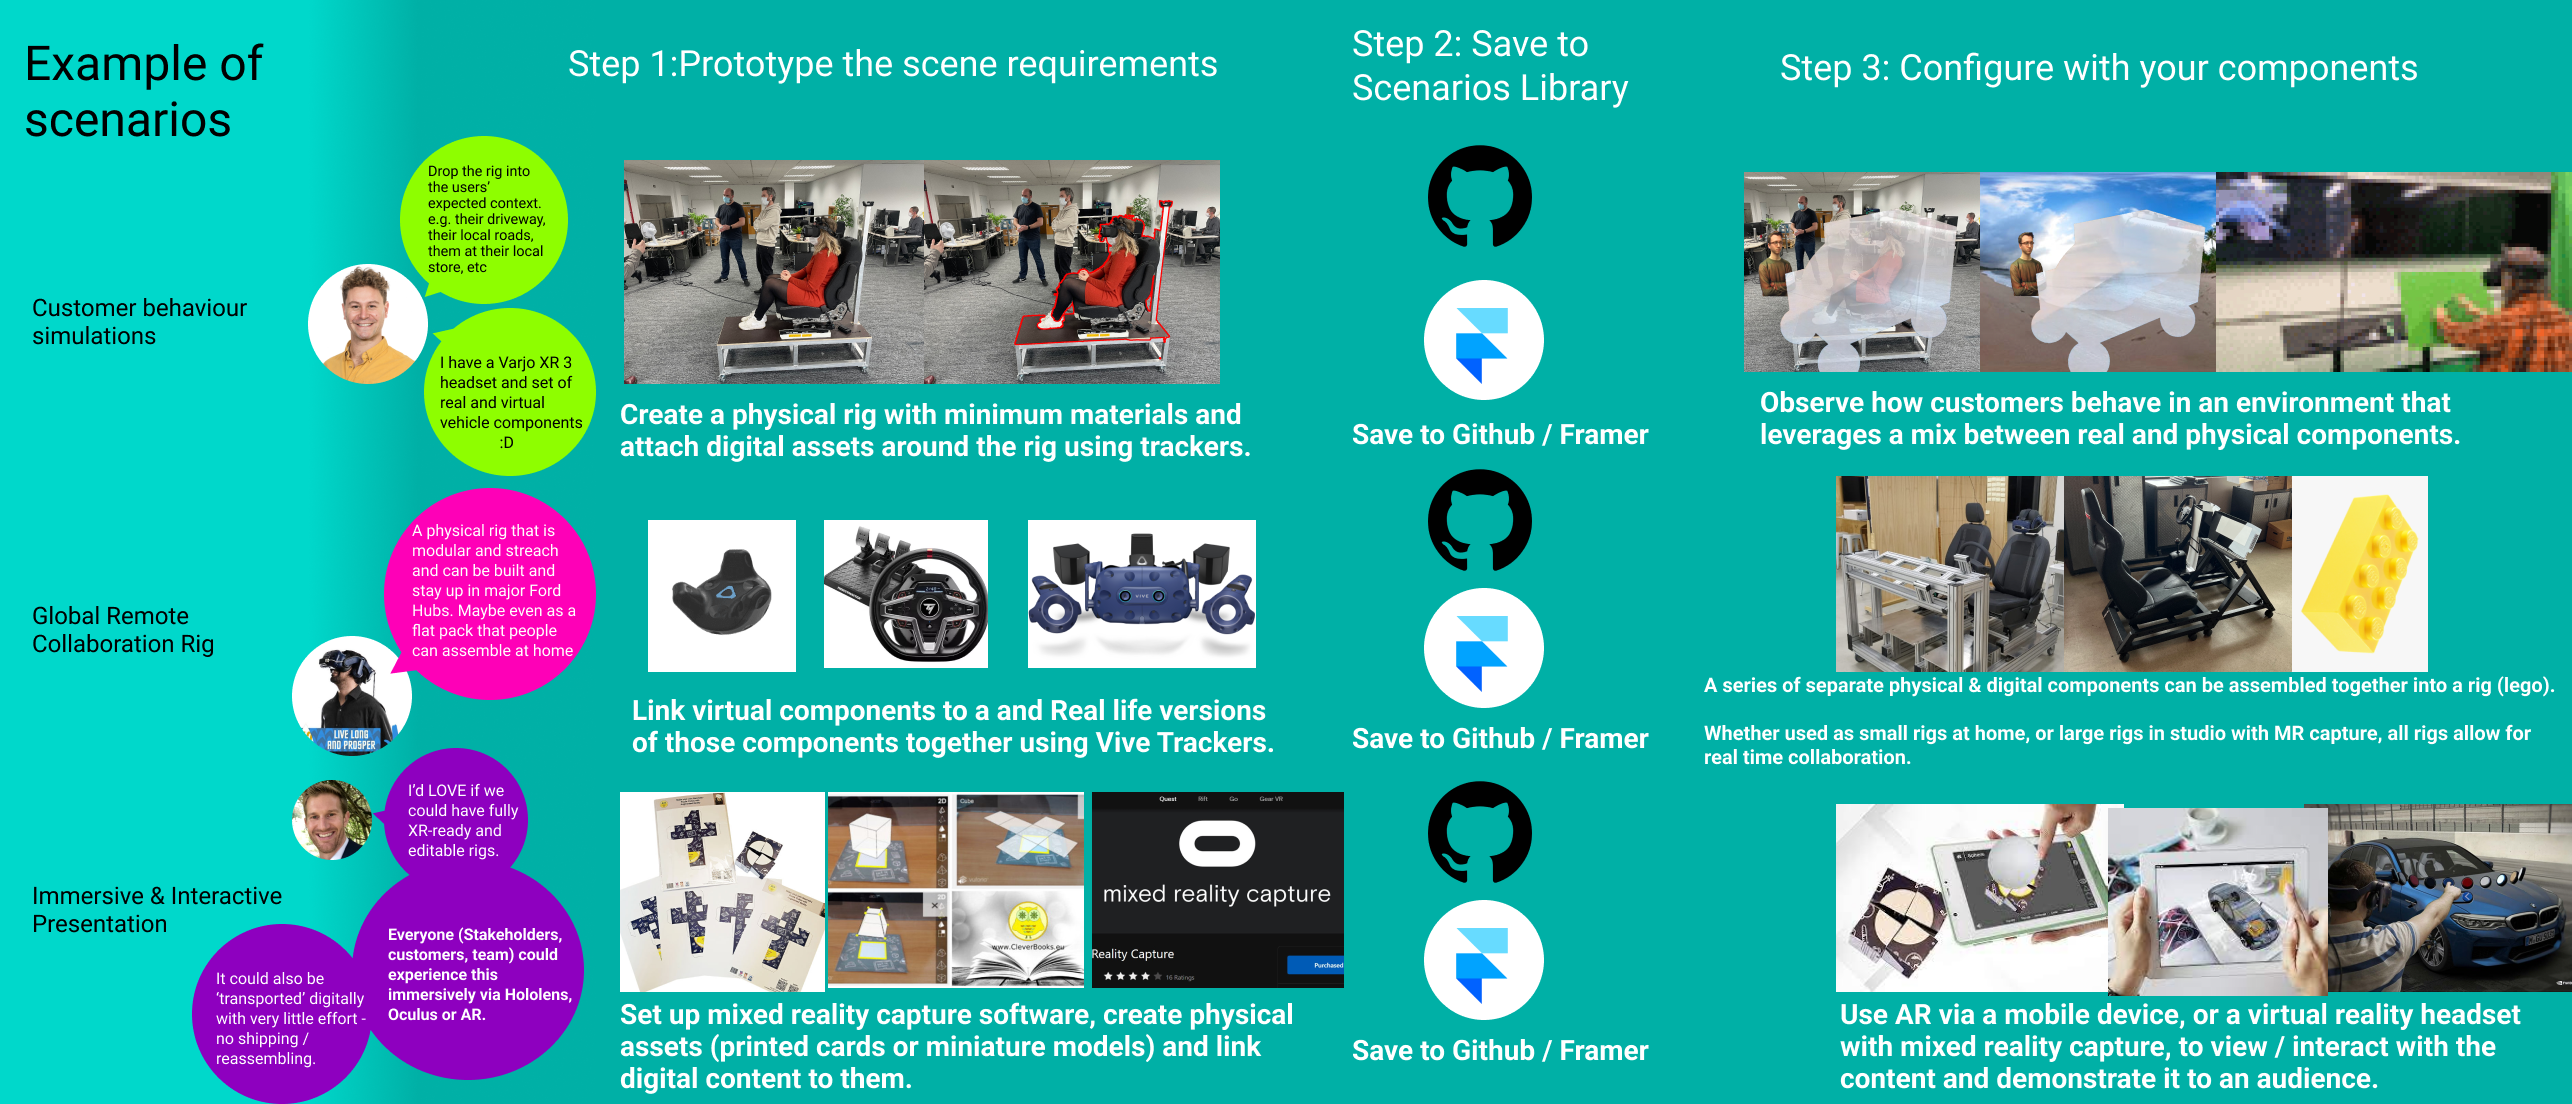 Example of
scenarios
Step 1:Prototype the scene requirements
Step 2: Save to
Scenarios Library
Step 3: Configure with your components
Customer behaviour
simulations
Drop the rig into
the users'
expected context.
e.g. their driveway,
their local roads,
them at their local
store, etc
I have a Varjo XR 3
headset and set of
real and virtual
vehicle components
:D
Create a physical rig with minimum materials and
attach digital assets around the rig using trackers.
Save to Github / Framer
Observe how customers behave in an environment that
leverages a mix between real and physical components.
Global Remote
Collaboration Rig
A physical rig that is
modular and streach
and can be built and
stay up in major Ford
Hubs. Maybe even as a
flat pack that people
can assemble at home
LIVE LONG
AND PROSPER
VIVE
Link virtual components to a and Real life versions
of those components together using Vive Trackers.
Save to Github / Framer
A series of separate physical & digital components can be assembled together into a rig (lego).
Whether used as small rigs at home, or large rigs in studio with MR capture, all rigs allow for
real time collaboration.
Immersive & Interactive
Presentation
I'd LOVE if we
could have fully
XR-ready and
editable rigs.
Everyone (Stakeholders,
customers, team) could
experience this
immersively via Hololens,
Oculus or AR.
It could also be
'transported' digitally
with very little effort -
no shipping /
reassembling.
2D
Cube
2D
www.CleverBooks.eu
Quest Rift Go Gear VR
mixed reality capture
Reality Capture
16 Ratings
Purchased
Set up mixed reality capture software, create physical
assets (printed cards or miniature models) and link
digital content to them.
Save to Github / Framer
Use AR via a mobile device, or a virtual reality headset
with mixed reality capture, to view / interact with the
content and demonstrate it to an audience.